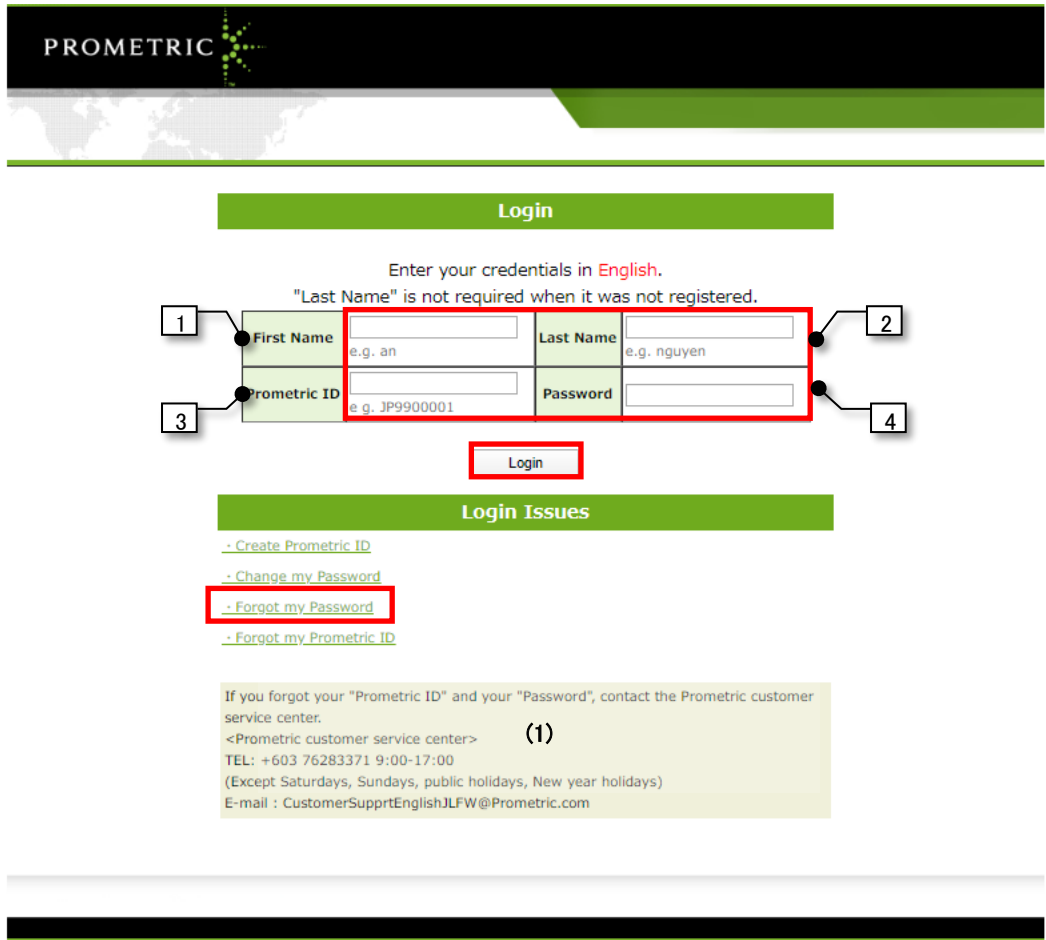 PROMETRIC
Login
Enter your credentials in English.
"Last Name" is not required when it was not registered.
1
First Name
e.g. an
Last Name
e.g. nguyen
2
3
Prometric ID
e g. JP9900001
Password
4
Login
Login Issues
· Create Prometric ID
· Change my Password
· Forgot my Password
· Forgot my Prometric ID
If you forgot your "Prometric ID" and your "Password", contact the Prometric customer
service center.
(1)
<Prometric customer service center>
TEL: +603 76283371 9:00-17:00
(Except Saturdays, Sundays, public holidays, New year holidays)
E-mail : CustomerSupprtEnglishJLFW@Prometric.com